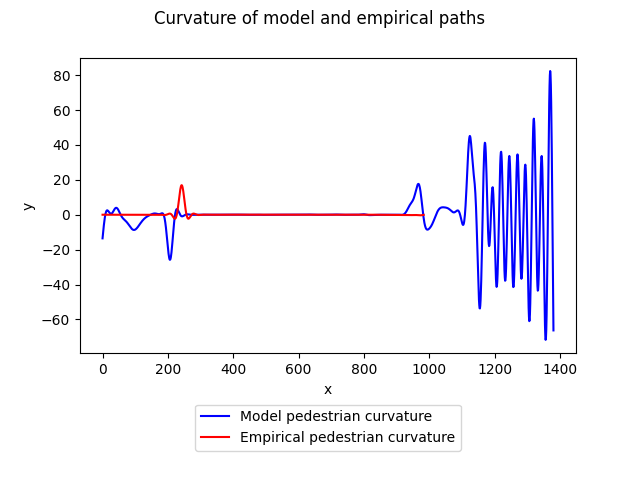 Curvature of model and empirical paths
80
60
40
20
0
−20
−40
−60
y
0 200 400 600 800 1000 1200 1400
x
Model pedestrian curvature
Empirical pedestrian curvature